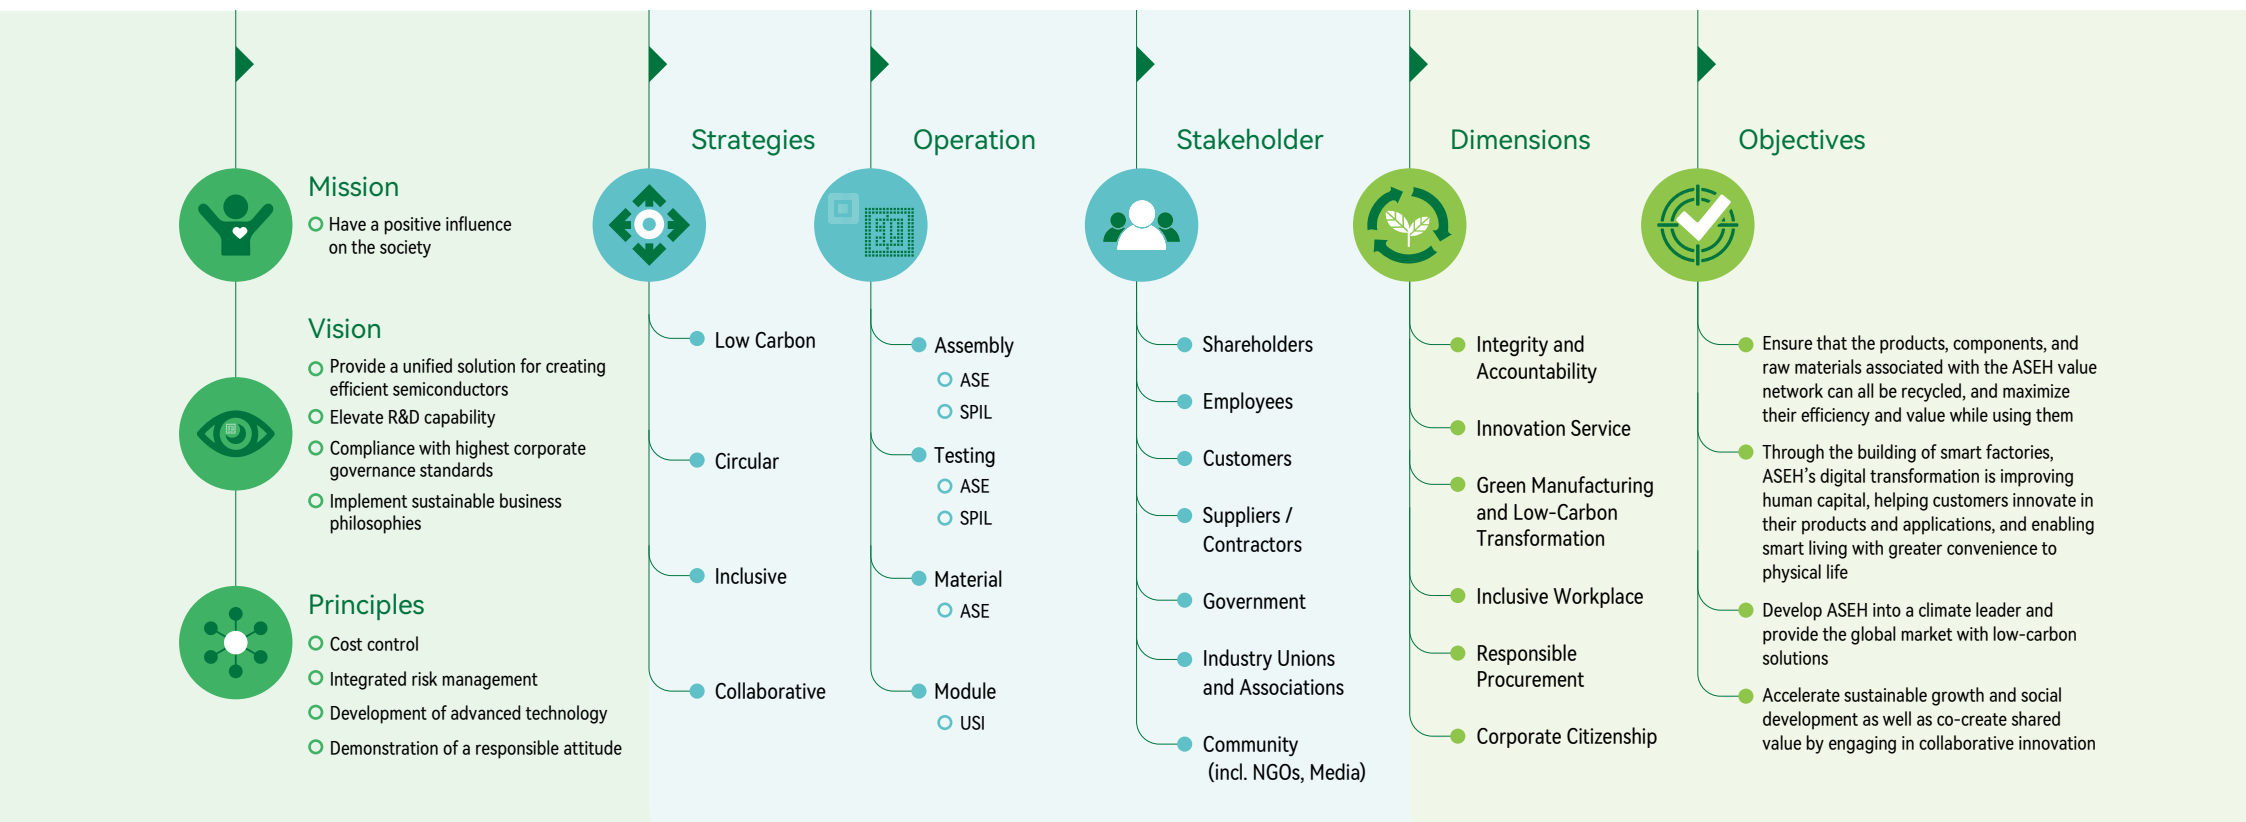 Mission
Have a positive influence
on the society
Vision
Provide a unified solution for creating
efficient semiconductors
Elevate R&D capability
Compliance with highest corporate
governance standards
Implement sustainable business
philosophies
Principles
Cost control
Integrated risk management
Development of advanced technology
Demonstration of a responsible attitude
Strategies
Low Carbon
Circular
Inclusive
Collaborative
Operation
Assembly
ASE
SPIL
Testing
ASE
SPIL
Material
ASE
Module
USI
Stakeholder
Shareholders
Employees
Customers
Suppliers /
Contractors
Government
Industry Unions
and Associations
Community
(incl. NGOs, Media)
Dimensions
Integrity and
Accountability
Innovation Service
Green Manufacturing
and Low-Carbon
Transformation
Inclusive Workplace
Responsible
Procurement
Corporate Citizenship
Objectives
Ensure that the products, components, and
raw materials associated with the ASEH value
network can all be recycled, and maximize
their efficiency and value while using them
Through the building of smart factories,
ASEH's digital transformation is improving
human capital, helping customers innovate in
their products and applications, and enabling
smart living with greater convenience to
physical life
Develop ASEH into a climate leader and
provide the global market with low-carbon
solutions
Accelerate sustainable growth and social
development as well as co-create shared
value by engaging in collaborative innovation